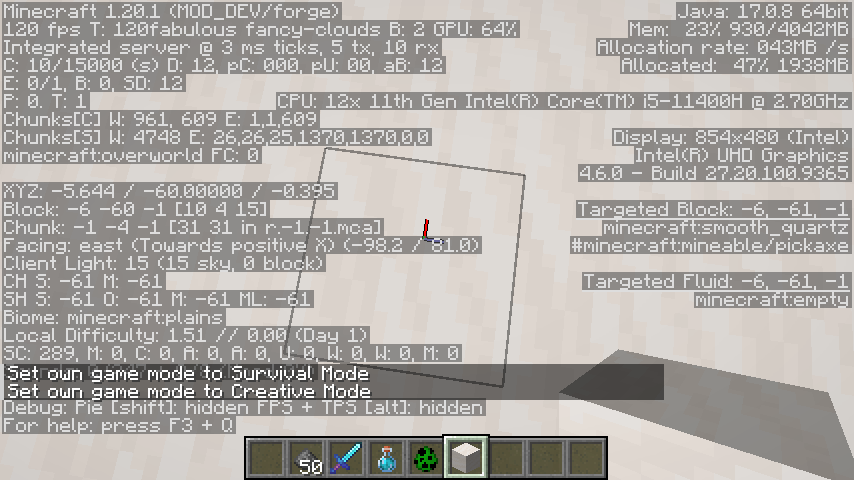 Minecraft 1.20.1 (MOD_DEV/forge)
120 fps T: 120fabulous fancy-clouds B: 2 GPU: 64%
Integrated server @ 3 ms ticks, 5 tx, 10 rx
C: 10/15000 (s) D: 12, pC: 000, pU: 00, aB: 12
E: 0/1, B: 0, SD: 12
P: 0. T: 1
Chunks[C] W: 961, 609 E: 1,1,609
Chunks[S] W: 4748 E: 26,26,25,1370,1370,0,0
minecraft:overworld FC: 0
XYZ: -5.644 / -60.00000 / -0.395
Block: -6 -60 -1 [10 4 15]
Chunk: -1 -4 -1 [31 31 in r.-1.-1.mca]
Facing: east (Towards positive X) (-98.2 / 81.0)
Client Light: 15 (15 sky, 0 block)
CH S: -61 M: -61
SH S: -61 O: -61 M: -61 ML: -61
Biome: minecraft:plains
Local Difficulty: 1.51 // 0.00 (Day 1)
SC: 289, M: 0, C: 0, A: 0, A: 0, U: 0, W: 0, W: 0, M: 0
Set own game mode to Survival Mode
Set own game mode to Creative Mode
Debug: Pie [shift]: hidden FPS + TPS [alt]: hidden
For help: press F3 + Q
Java: 17.0.8 64bit
Mem: 23% 930/4042MB
Allocation rate: 043MB /s
Allocated: 47% 1938MB
CPU: 12x 11th Gen Intel(R) Core(TM) i5-11400H @ 2.70GHz
Display: 854x480 (Intel)
Intel(R) UHD Graphics
4.6.0 - Build 27.20.100.9365
Targeted Block: -6, -61, -1
minecraft:smooth_quartz
#minecraft:mineable/pickaxe
Targeted Fluid: -6, -61, -1
minecraft:empty
50